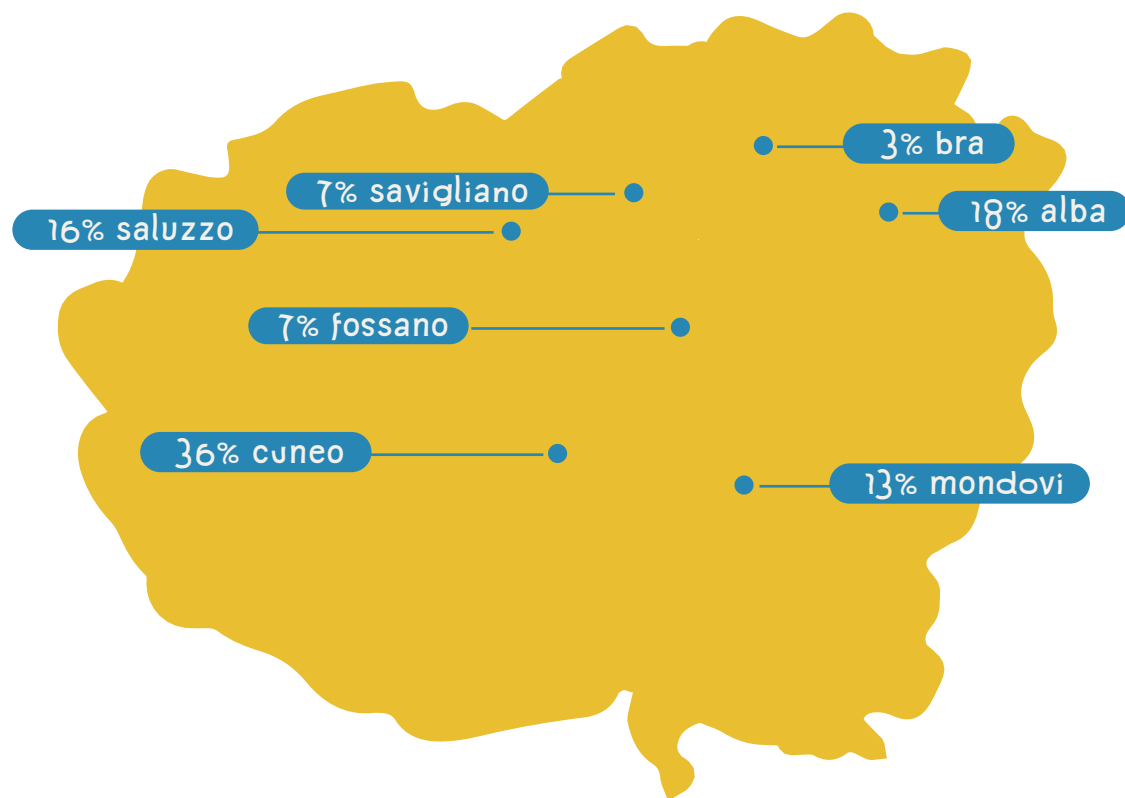 3% bra
7% savigliano
18% alba
16% saluzzo
7% fossano
36% cuneo
13% mondovi